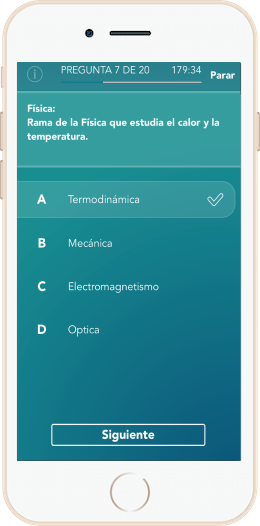 PREGUNTA 7 DE 20 179:34 Parar
Física:
Rama de la Física que estudia el calor y la
temperatura.
A Termodinámica
B Mecánica
C Electromagnetismo
D Optica
Siguiente